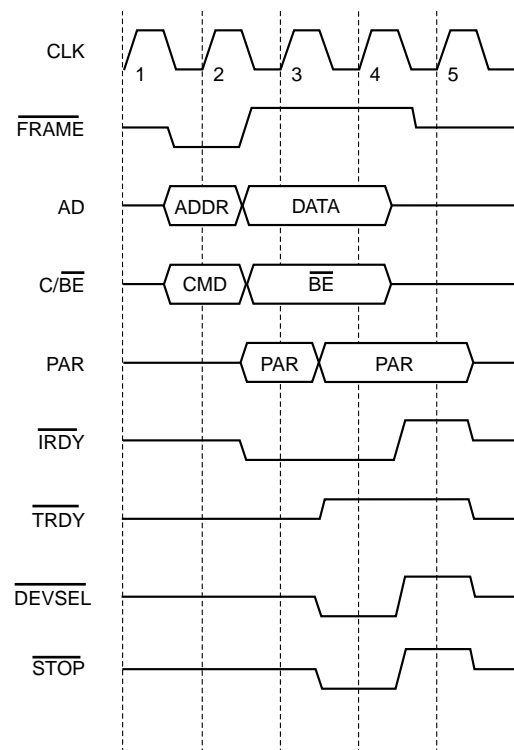 CLK
1 2 3 4 5
FRAME
AD ADDR DATA
C/BE CMD BE
PAR PAR PAR
IRDY
TRDY
DEVSEL
STOP